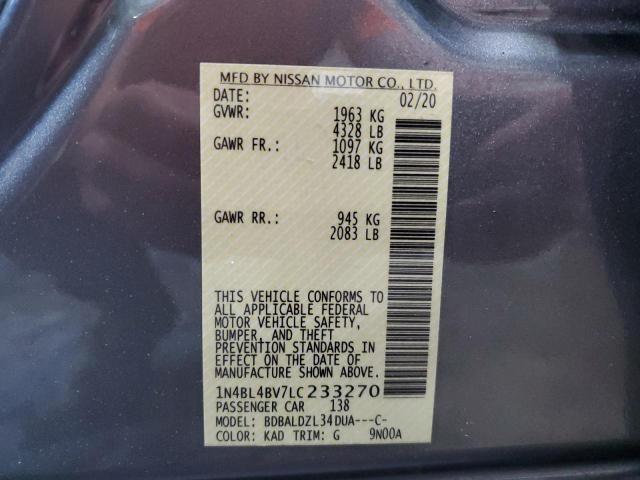 MFD BY NISSAN MOTOR CO., LTD.
DATE: 02/20
GVWR: 1963 KG
4328 LB
GAWR FR.: 1097 KG
2418 LB
GAWR RR.: 945 KG
2083 LB
THIS VEHICLE CONFORMS TO
ALL APPLICABLE FEDERAL
MOTOR VEHICLE SAFETY,
BUMPER, AND THEFT
PREVENTION STANDARDS IN
EFFECT ON THE DATE OF
MANUFACTURE SHOWN ABOVE.
1N4BL4BV7LC233270
PASSENGER CAR 138
MODEL: BDBALDZL34DUA---C-
COLOR: KAD TRIM: G 9N00A